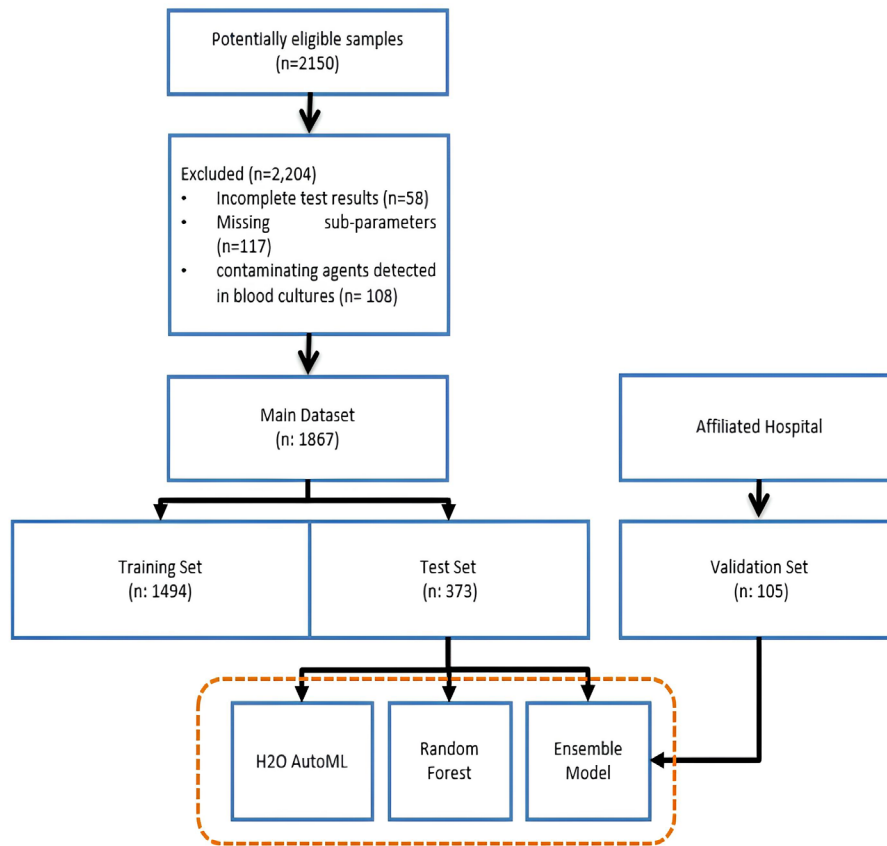 Potentially eligible samples
(n=2150)
Excluded (n=2,204)
• Incomplete test results (n=58)
• Missing sub-parameters
(n=117)
• contaminating agents detected
in blood cultures (n= 108)
Main Dataset
(n: 1867)
Affiliated Hospital
Training Set
(n: 1494)
Test Set
(n: 373)
Validation Set
(n: 105)
H2O AutoML
Random
Forest
Ensemble
Model